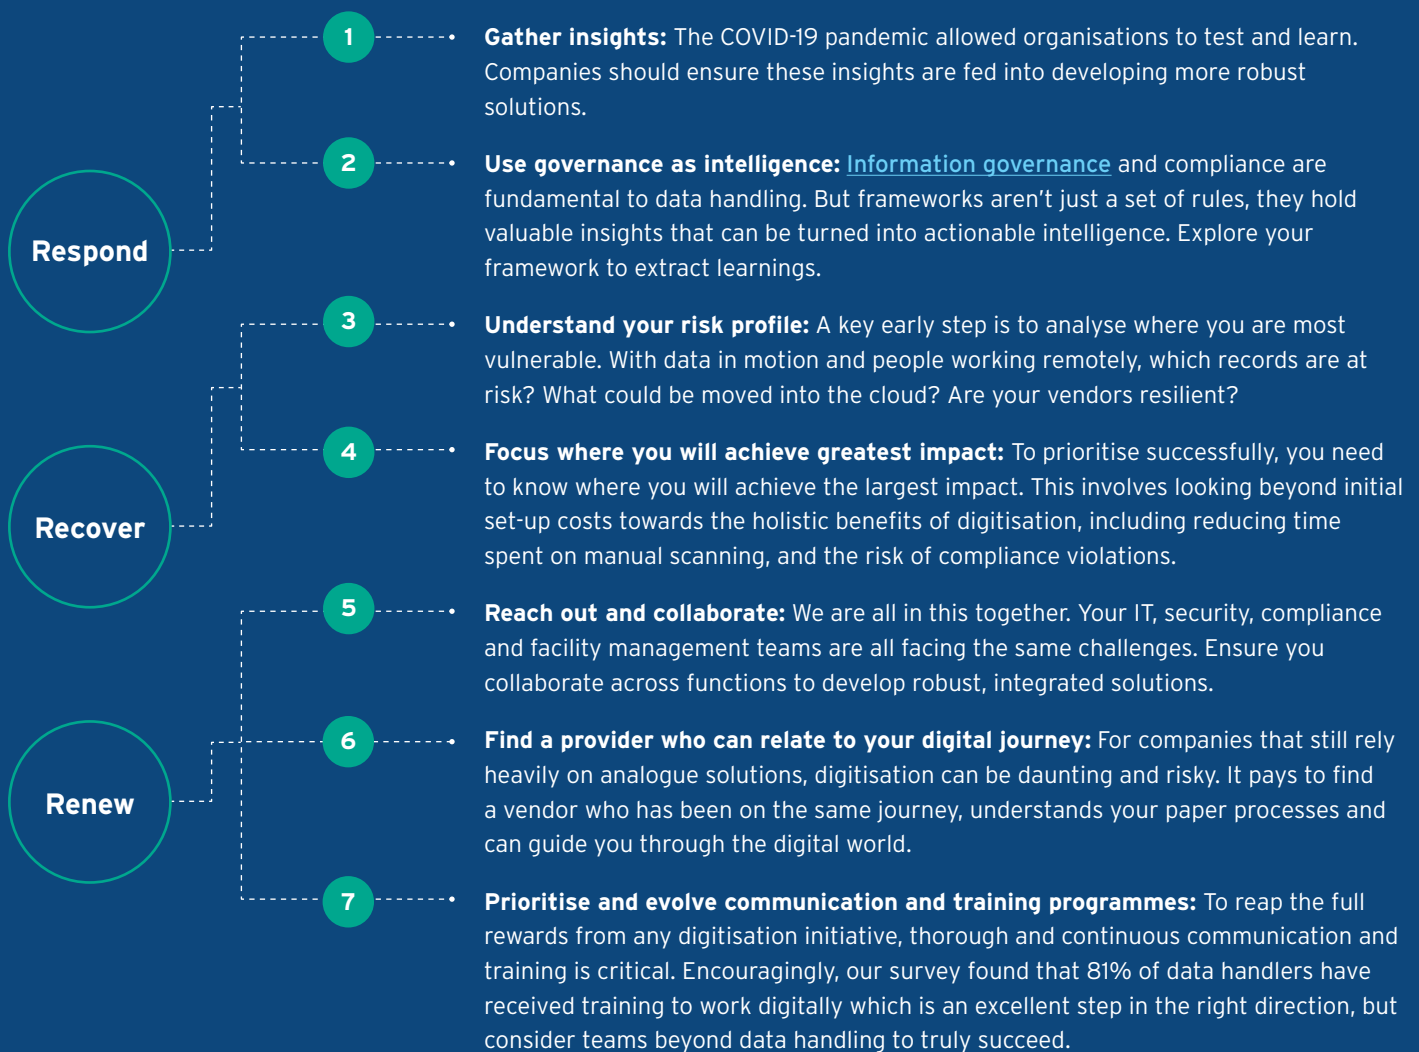 1
Gather insights: The COVID-19 pandemic allowed organisations to test and learn.
Companies should ensure these insights are fed into developing more robust
solutions.
2
Use governance as intelligence: Information governance and compliance are
fundamental to data handling. But frameworks aren't just a set of rules, they hold
valuable insights that can be turned into actionable intelligence. Explore your
framework to extract learnings.
Respond
3
Understand your risk profile: A key early step is to analyse where you are most
vulnerable. With data in motion and people working remotely, which records are at
risk? What could be moved into the cloud? Are your vendors resilient?
4
Focus where you will achieve greatest impact: To prioritise successfully, you need
to know where you will achieve the largest impact. This involves looking beyond initial
set-up costs towards the holistic benefits of digitisation, including reducing time
spent on manual scanning, and the risk of compliance violations.
Recover
5
Reach out and collaborate: We are all in this together. Your IT, security, compliance
and facility management teams are all facing the same challenges. Ensure you
collaborate across functions to develop robust, integrated solutions.
6
Find a provider who can relate to your digital journey: For companies that still rely
heavily on analogue solutions, digitisation can be daunting and risky. It pays to find
a vendor who has been on the same journey, understands your paper processes and
can guide you through the digital world.
Renew
7
Prioritise and evolve communication and training programmes: To reap the full
rewards from any digitisation initiative, thorough and continuous communication and
training is critical. Encouragingly, our survey found that 81% of data handlers have
received training to work digitally which is an excellent step in the right direction, but
consider teams beyond data handling to truly succeed.